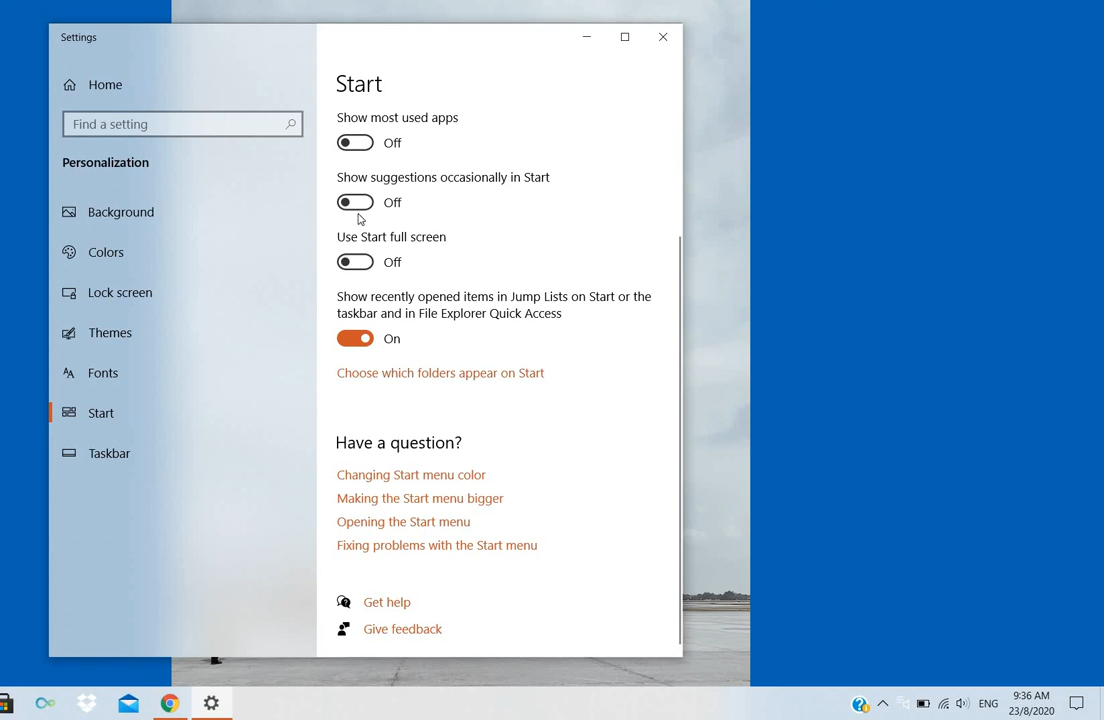 Settings
Home
Find a setting
Personalization
Background
Colors
Lock screen
Themes
Fonts
Start
Taskbar
Start
Show most used apps
Off
Show suggestions occasionally in Start
Off
Use Start full screen
Off
Show recently opened items in Jump Lists on Start or the
taskbar and in File Explorer Quick Access
On
Choose which folders appear on Start
Have a question?
Changing Start menu color
Making the Start menu bigger
Opening the Start menu
Fixing problems with the Start menu
Get help
Give feedback
ENG
9:36 AM
23/8/2020